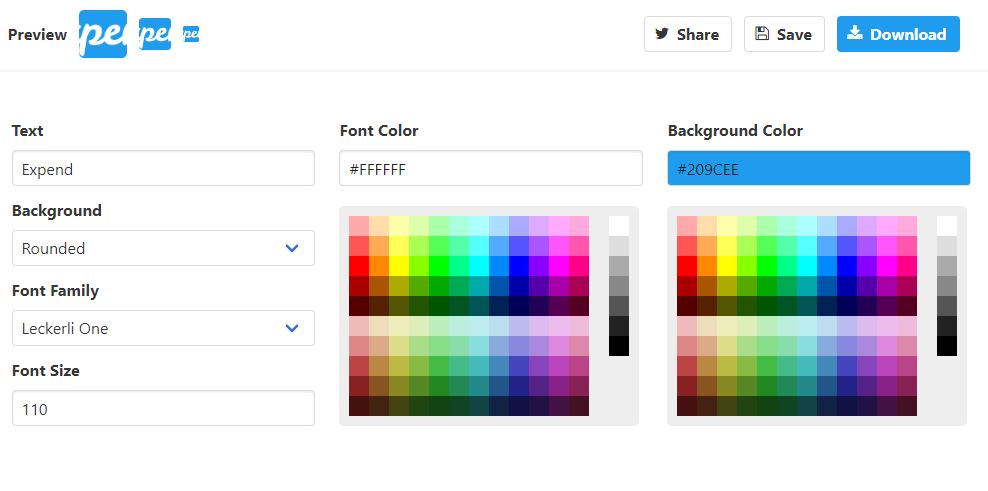 Preview
pe
pe
pe
Share
Save
Download
Text
Font Color
Background Color
Expend
#FFFFFF
#209CEE
Background
Rounded
Font Family
Leckerli One
Font Size
110